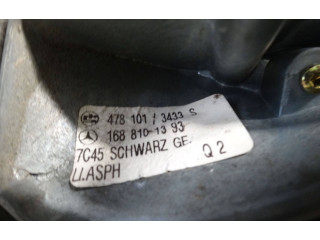 478 101 / 3433 S
168 810 13 93
7C45 SCHWARZ GE
LI.ASPH Q 2